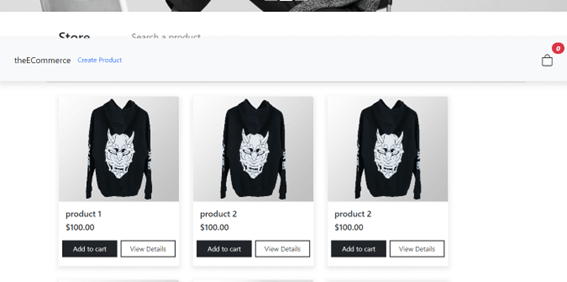 Store
Search a product
theECommerce Create Product
0
product 1
$100.00
Add to cart View Details
product 2
$100.00
Add to cart View Details
product 2
$100.00
Add to cart View Details